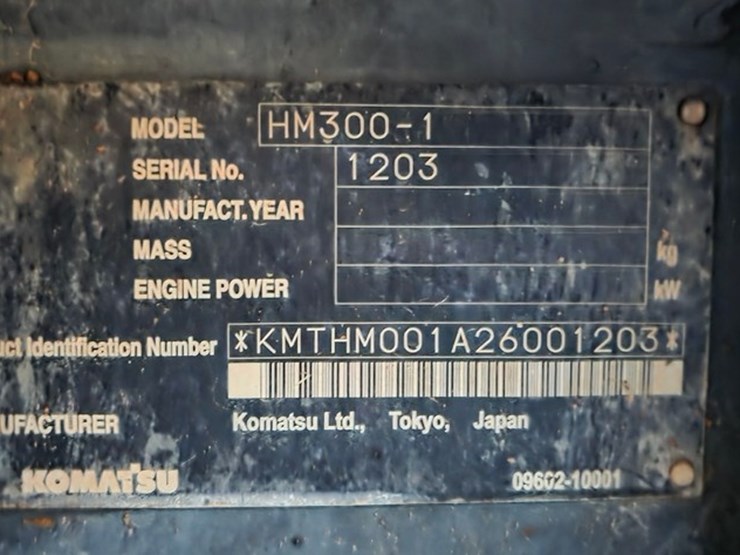 MODEL HM300-1
SERIAL No. 1203
MANUFACT. YEAR
MASS kg
ENGINE POWER kW
uct Identification Number *KMTHM001A26001203*
UFACTURER Komatsu Ltd., Tokyo, Japan
KOMATSU 09602-10001